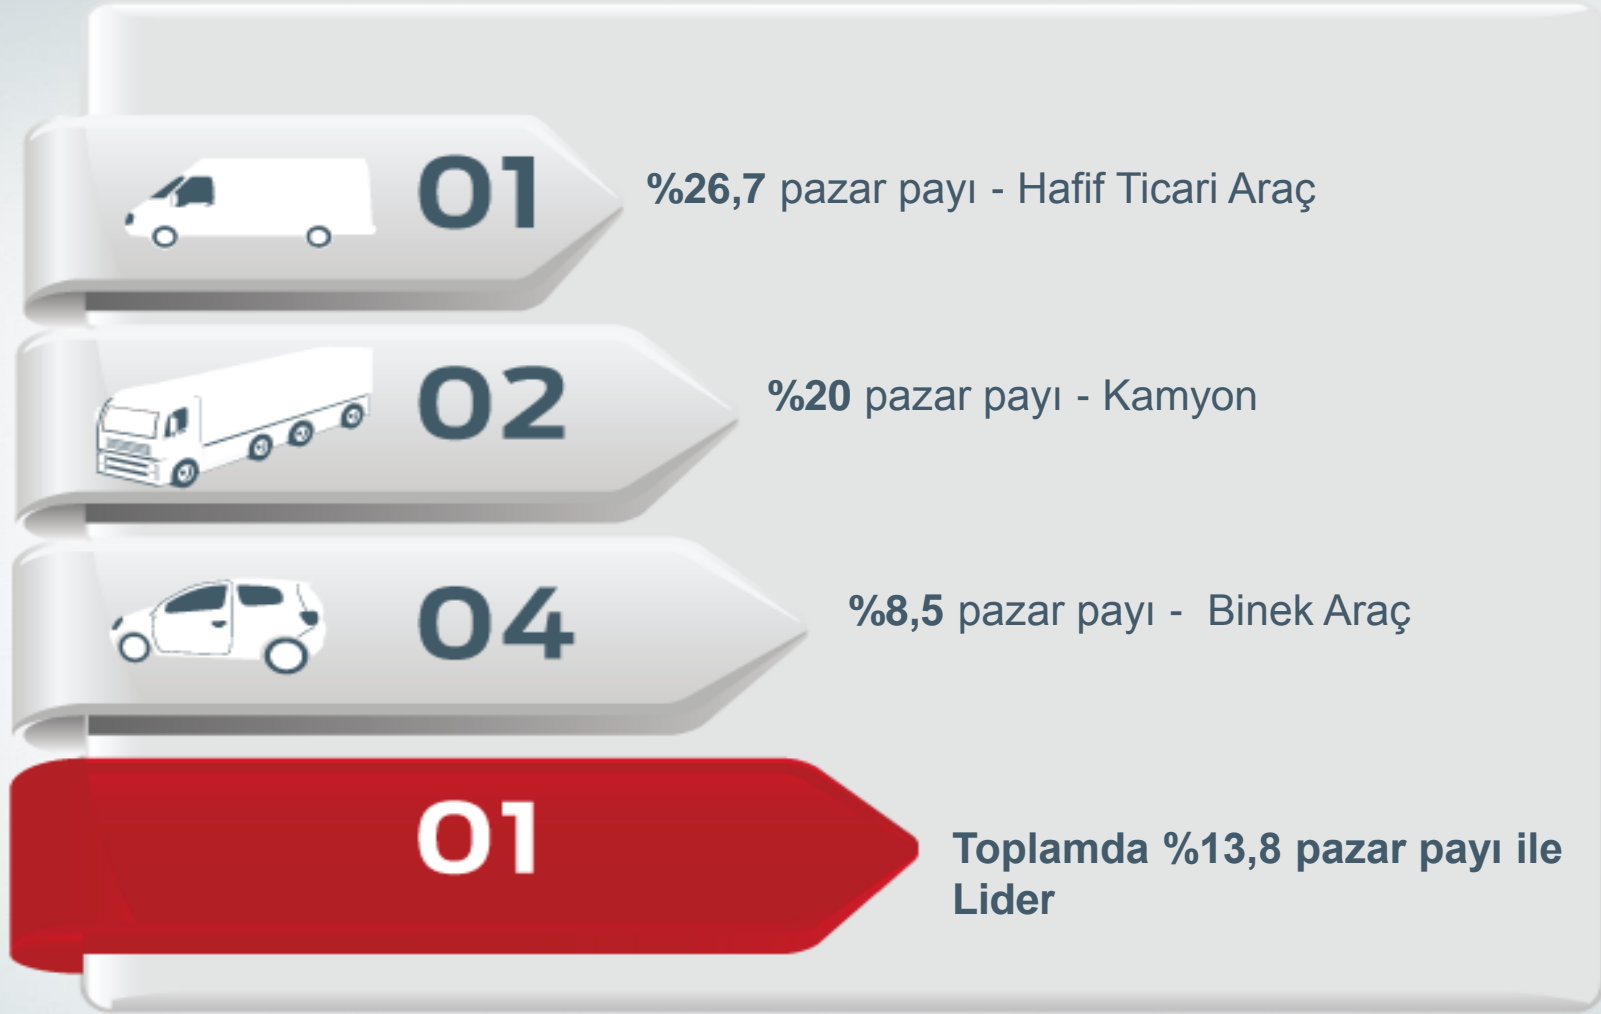 01
%26,7 pazar payı - Hafif Ticari Araç
02
%20 pazar payı - Kamyon
04
%8,5 pazar payı - Binek Araç
01
Toplamda %13,8 pazar payı ile
Lider